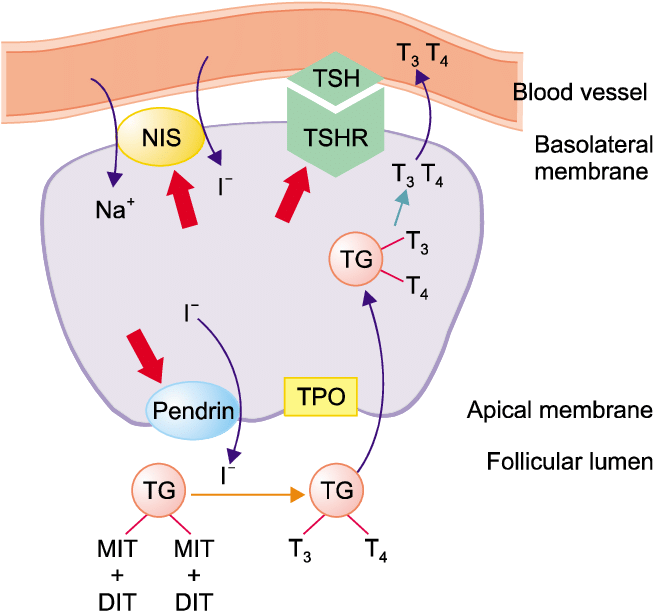 T₃ T₄
TSH
Blood vessel
NIS
TSHR
Basolateral
membrane
T₃ T₄
I⁻
Na⁺
T₃
TG
T₄
I⁻
TPO
Pendrin
Apical membrane
Follicular lumen
I⁻
TG
TG
MIT
+
DIT
MIT
+
DIT
T₃
T₄